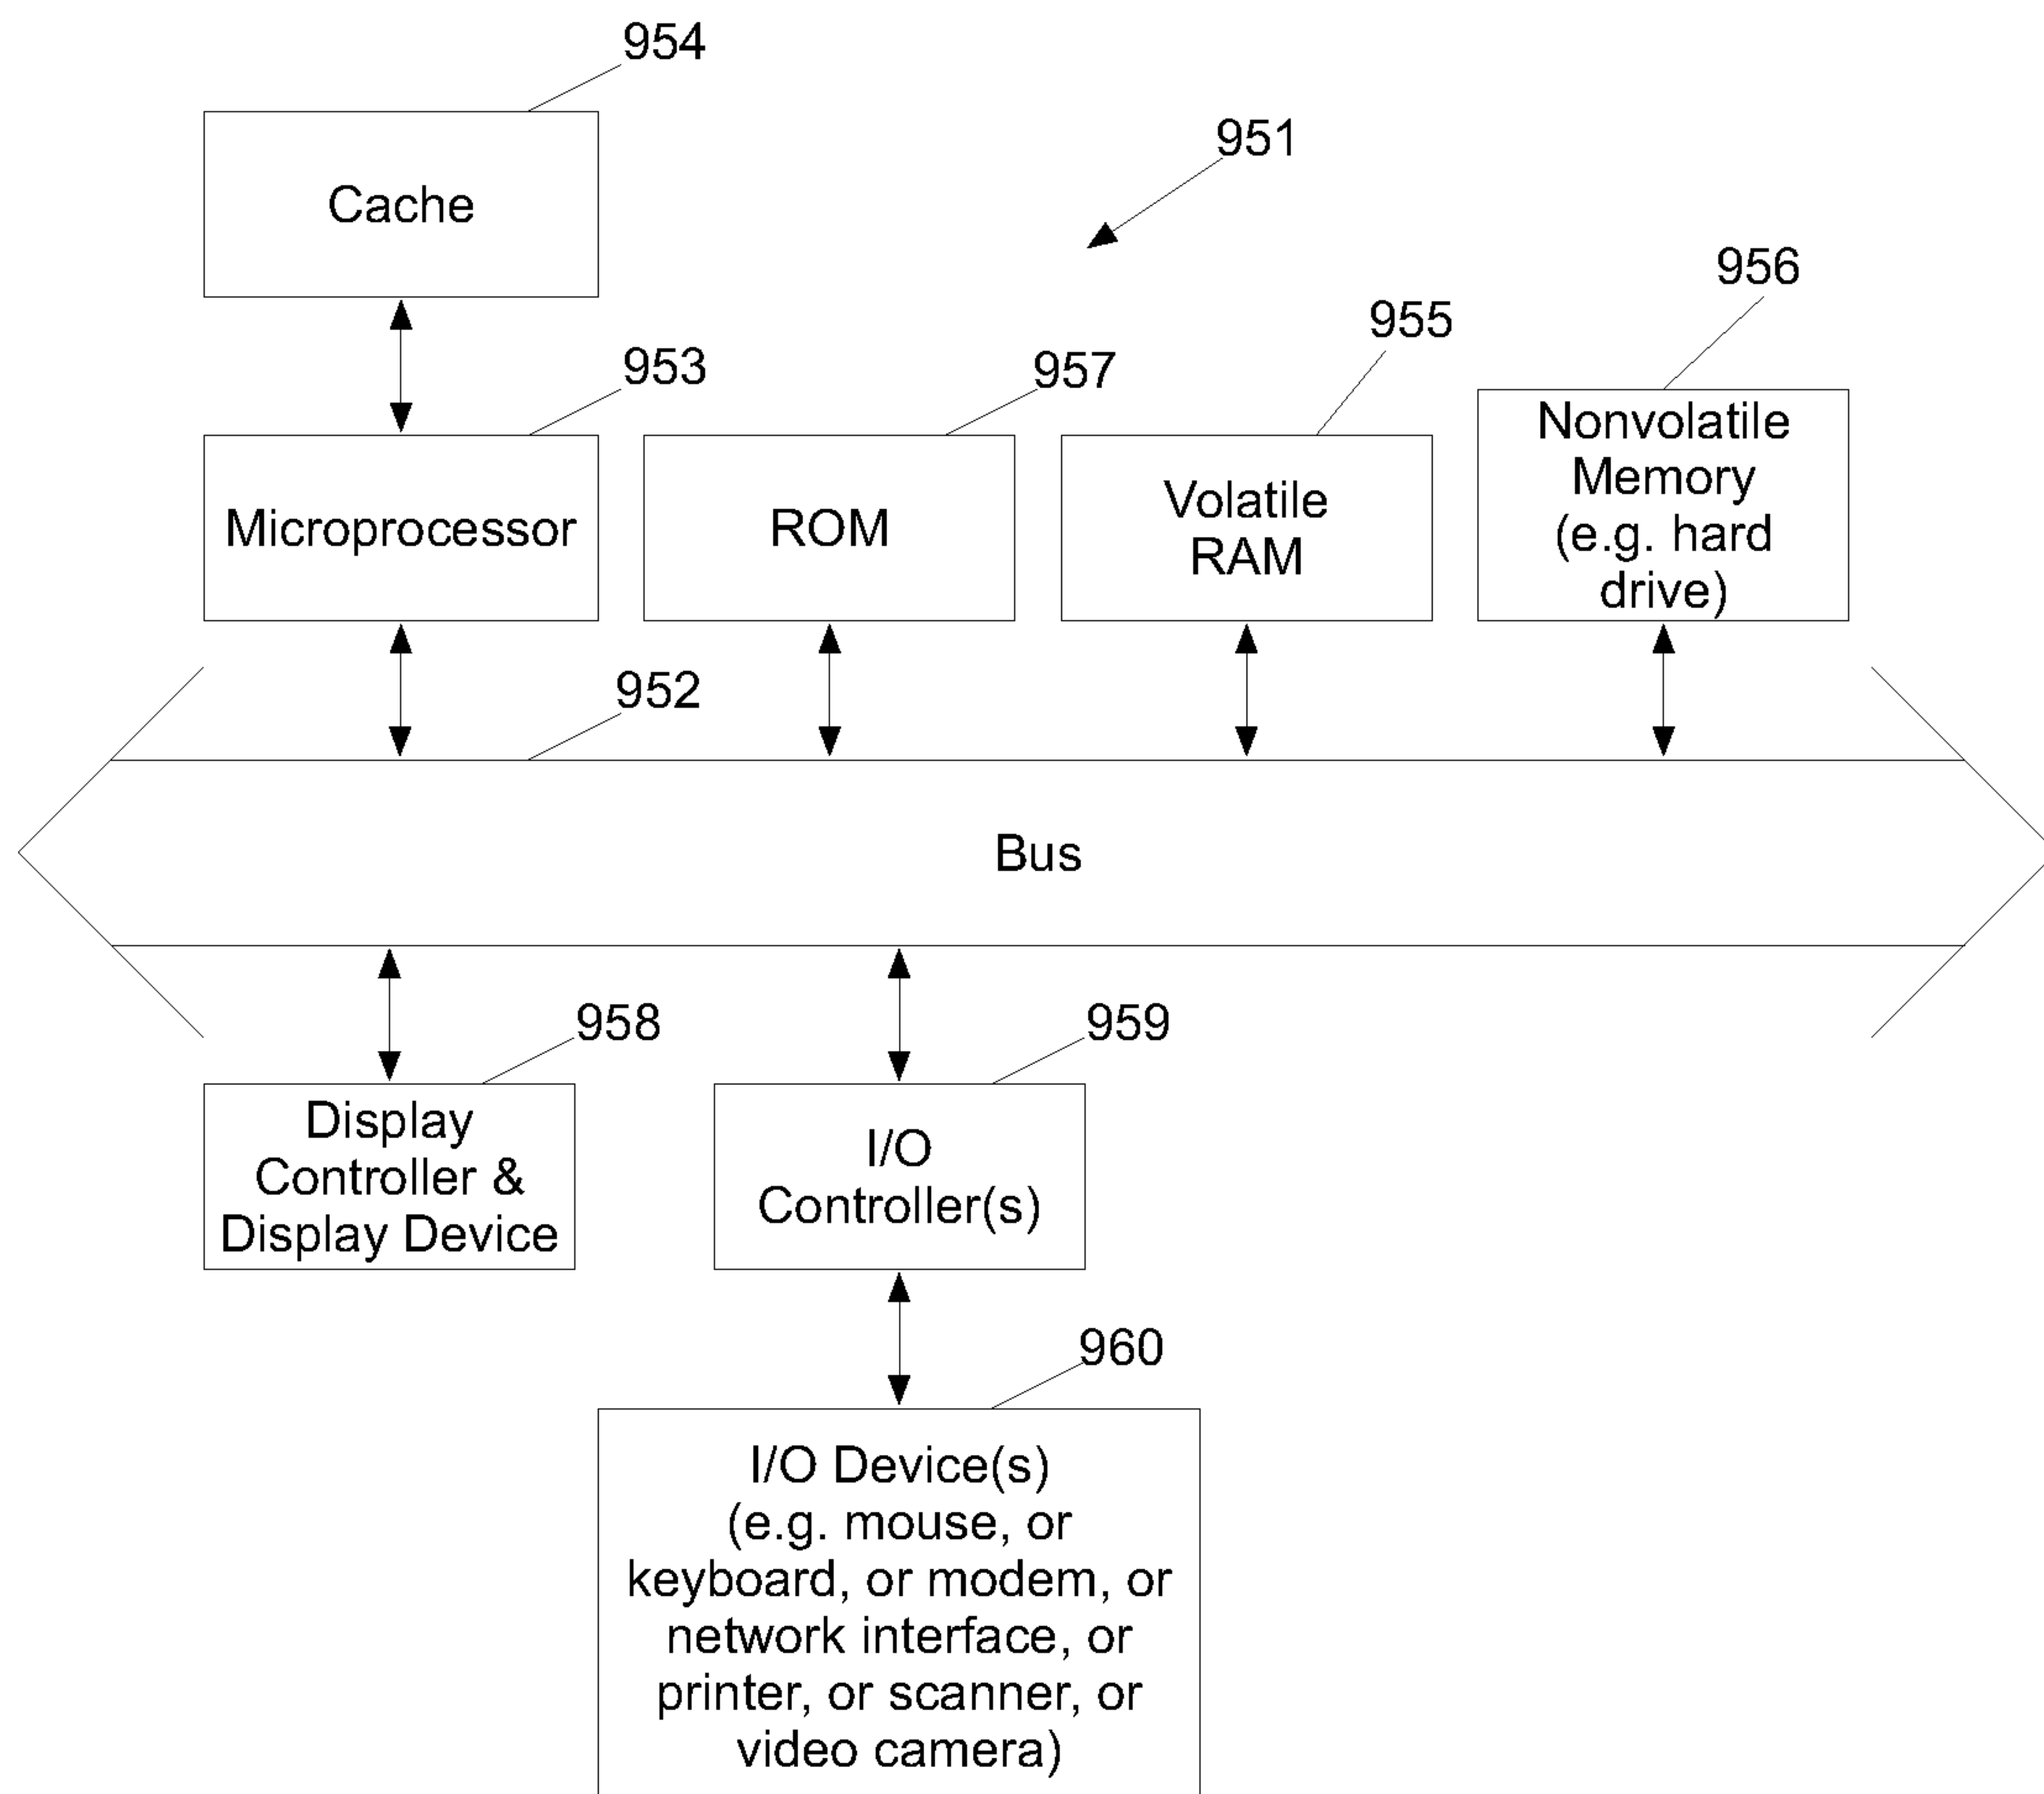 954
Cache
951
956
955
953
957
Microprocessor
ROM
Volatile
RAM
Nonvolatile
Memory
(e.g. hard
drive)
952
Bus
958
959
Display
Controller &
Display Device
I/O
Controller(s)
960
I/O Device(s)
(e.g. mouse, or
keyboard, or modem, or
network interface, or
printer, or scanner, or
video camera)